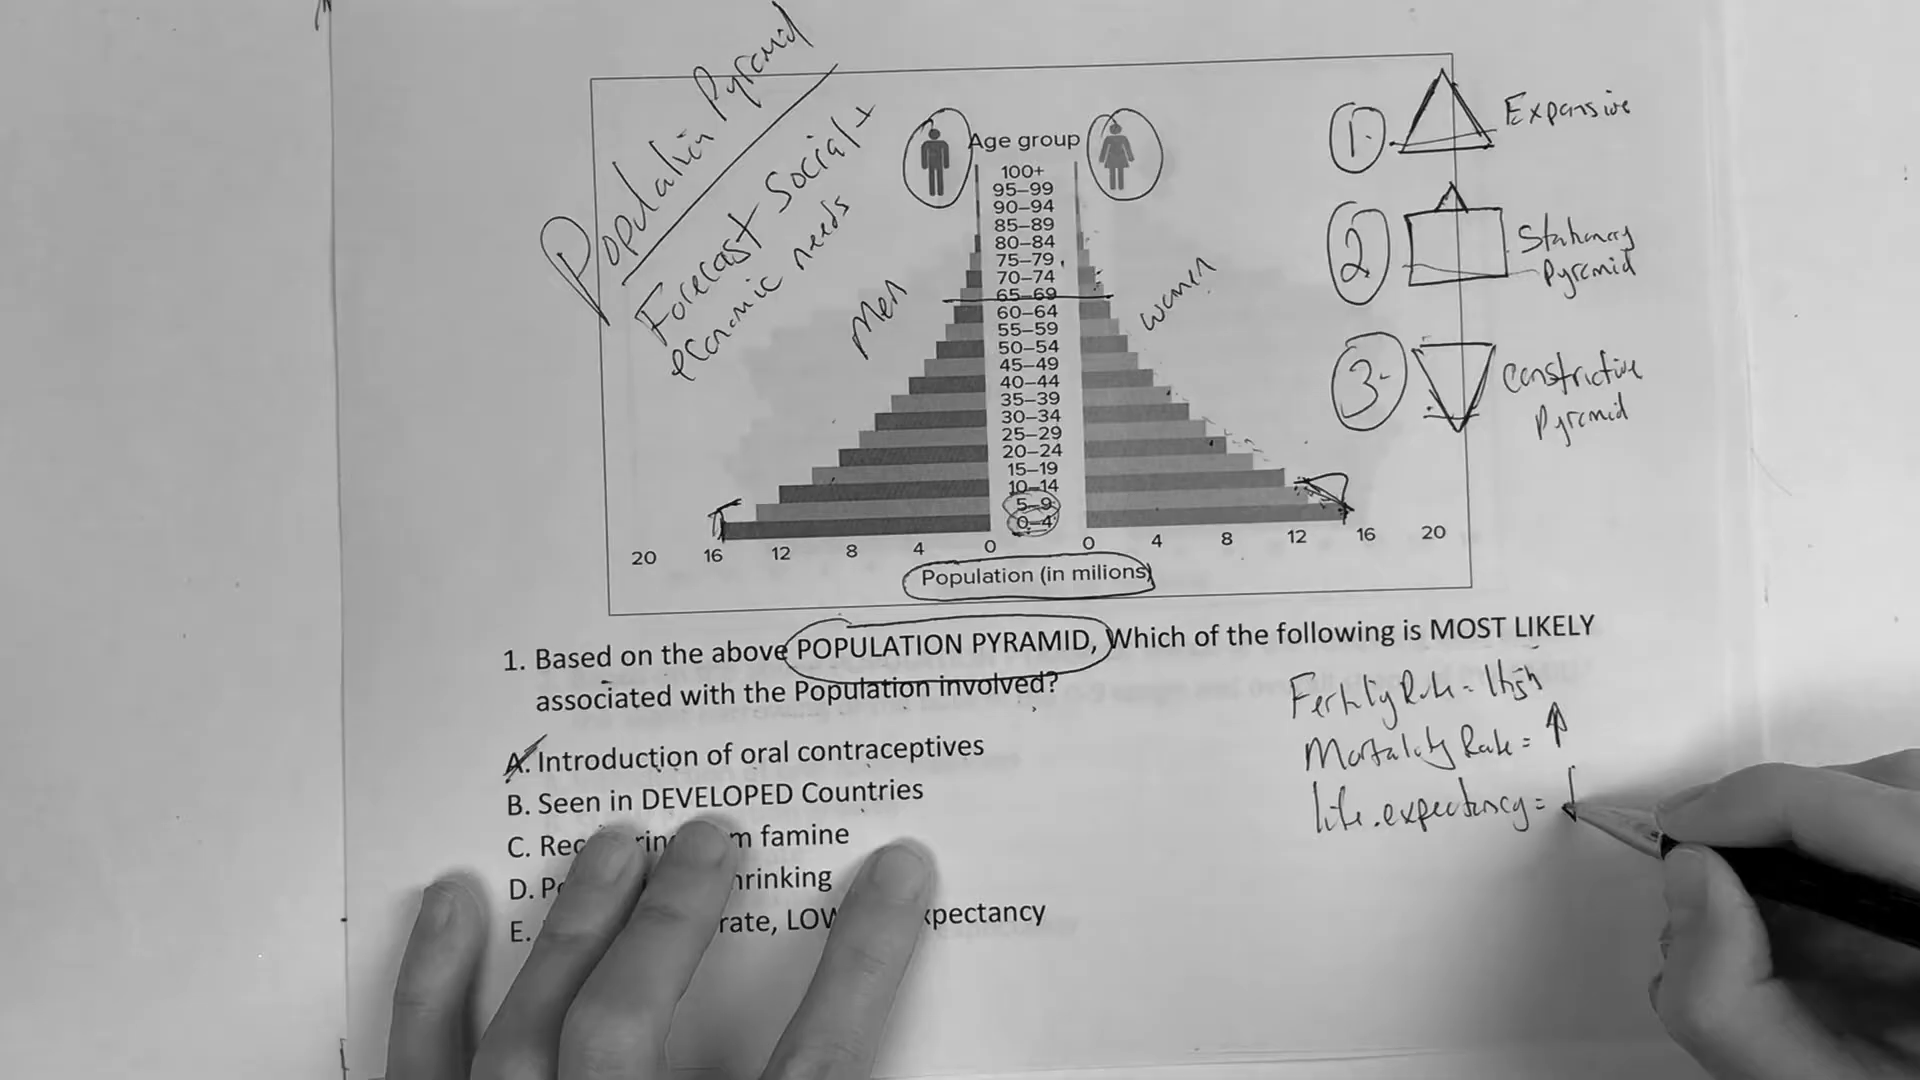 Population Pyramid
Forecast Social +
economic needs
Men
Women
Age group
100+
95–99
90–94
85–89
80–84
75–79
70–74
65–69
60–64
55–59
50–54
45–49
40–44
35–39
30–34
25–29
20–24
15–19
10–14
5–9
0–4
20 16 12 8 4 0 0 4 8 12 16 20
Population (in milions)
1. Expansive
2. Stationary
Pyramid
3. Constrictive
Pyramid
1. Based on the above POPULATION PYRAMID, Which of the following is MOST LIKELY
associated with the Population involved?
Fertility Rate = High
Mortality Rate = ↑
life.expectancy = ↓
A. Introduction of oral contraceptives
B. Seen in DEVELOPED Countries
C. Rec ring m famine
D. P hrinking
E. rate, LOW xpectancy